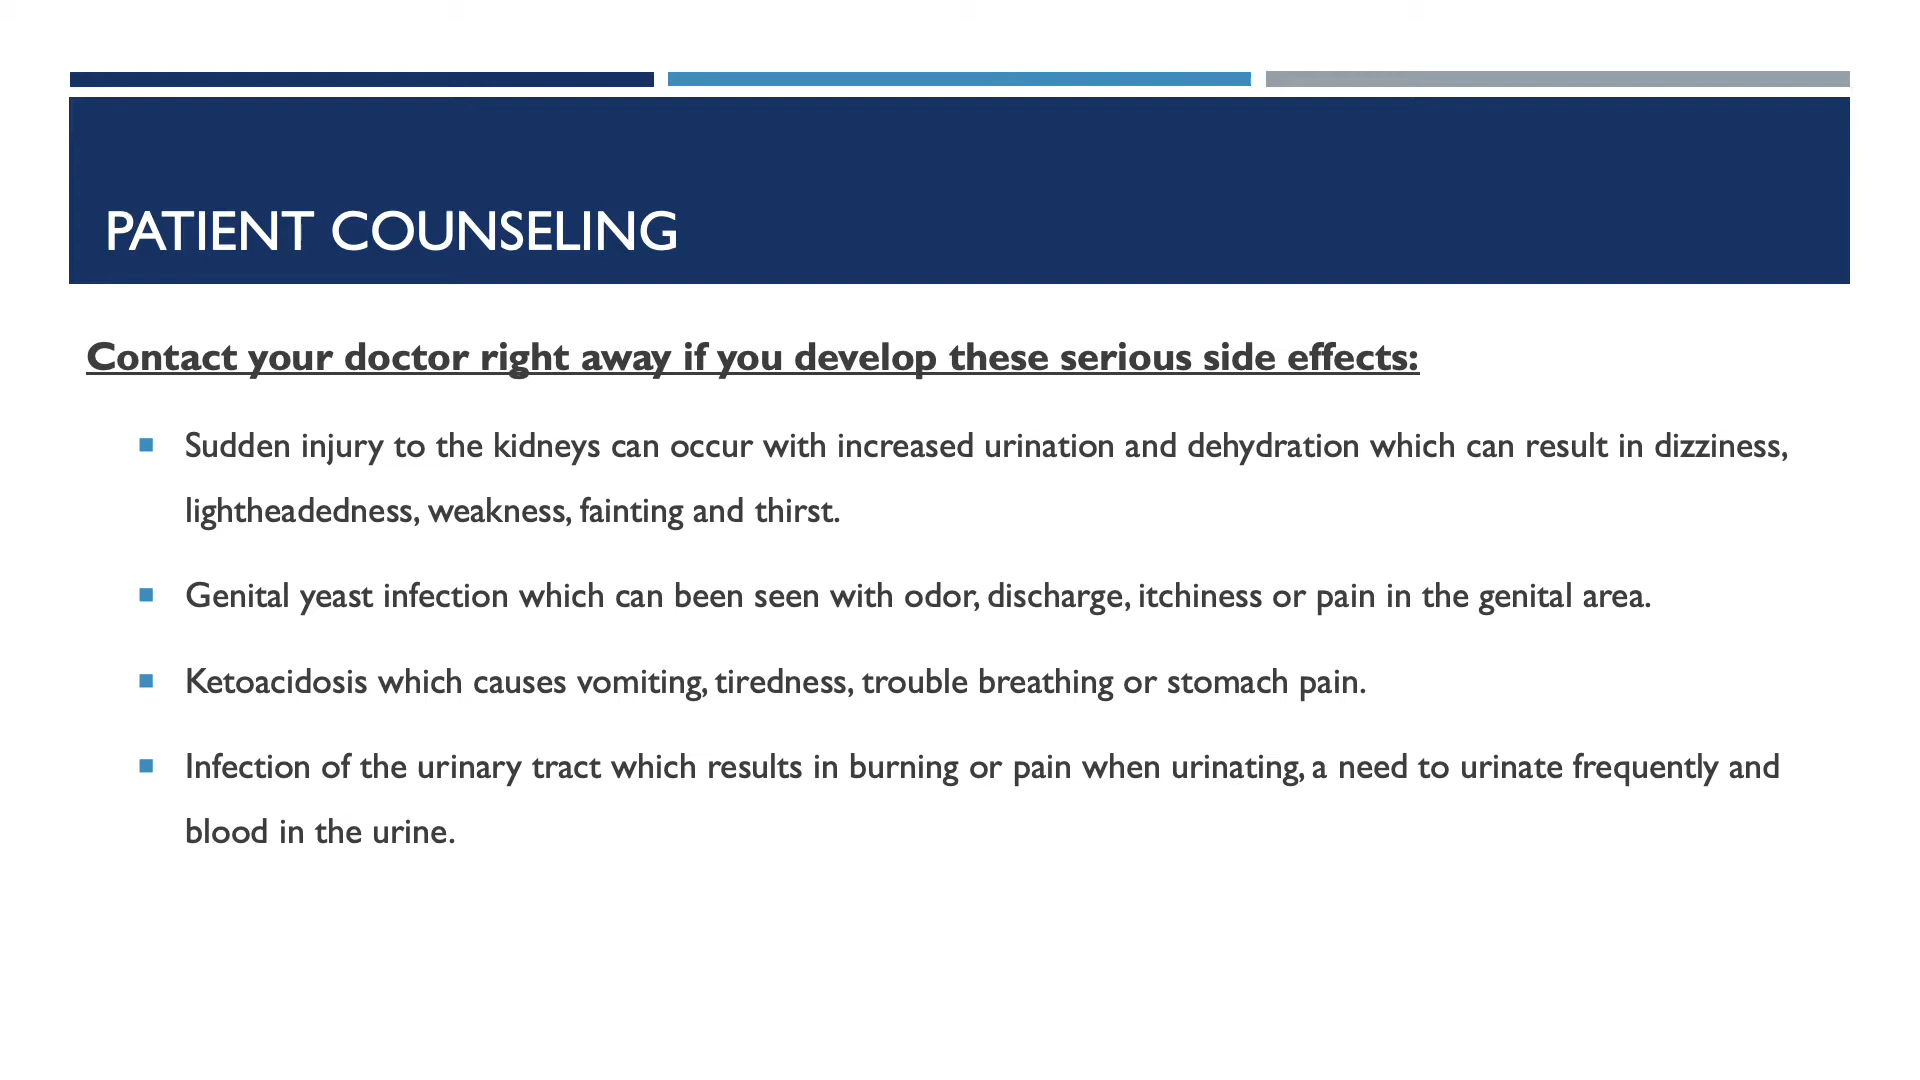 PATIENT COUNSELING
Contact your doctor right away if you develop these serious side effects:
Sudden injury to the kidneys can occur with increased urination and dehydration which can result in dizziness,
lightheadedness, weakness, fainting and thirst.
Genital yeast infection which can been seen with odor, discharge, itchiness or pain in the genital area.
Ketoacidosis which causes vomiting, tiredness, trouble breathing or stomach pain.
Infection of the urinary tract which results in burning or pain when urinating, a need to urinate frequently and
blood in the urine.